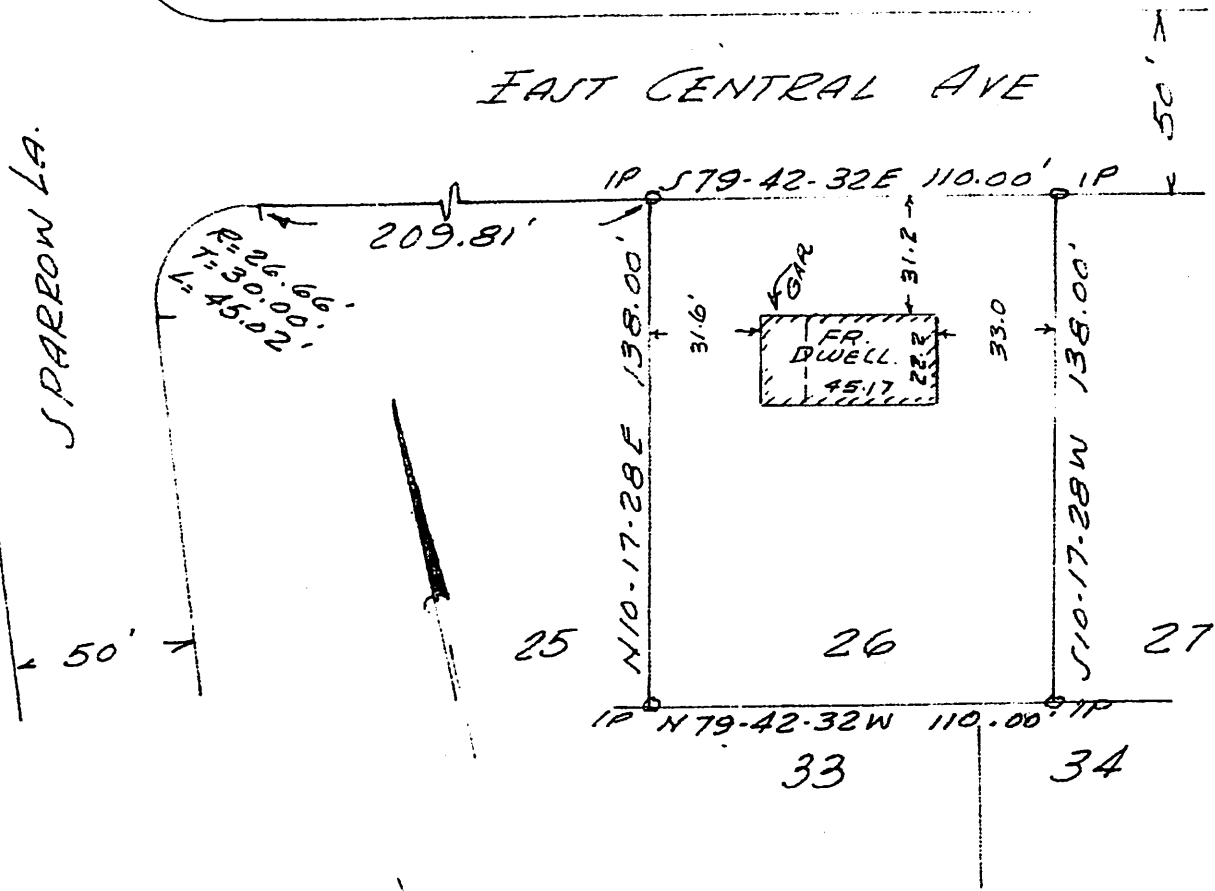 EAST CENTRAL AVE
50'
SPARROW LA.
IP S79-42-32E 110.00' IP
209.81'
R=26.66'
T=30.00'
L=45.02'
N10-17-28E 138.00'
31.6'
GAR
31.2
FR.
DWELL.
45.17
22.2
33.0
S10-17-28W 138.00'
50'
25
26
27
IP N79-42-32W 110.00' IP
33
34